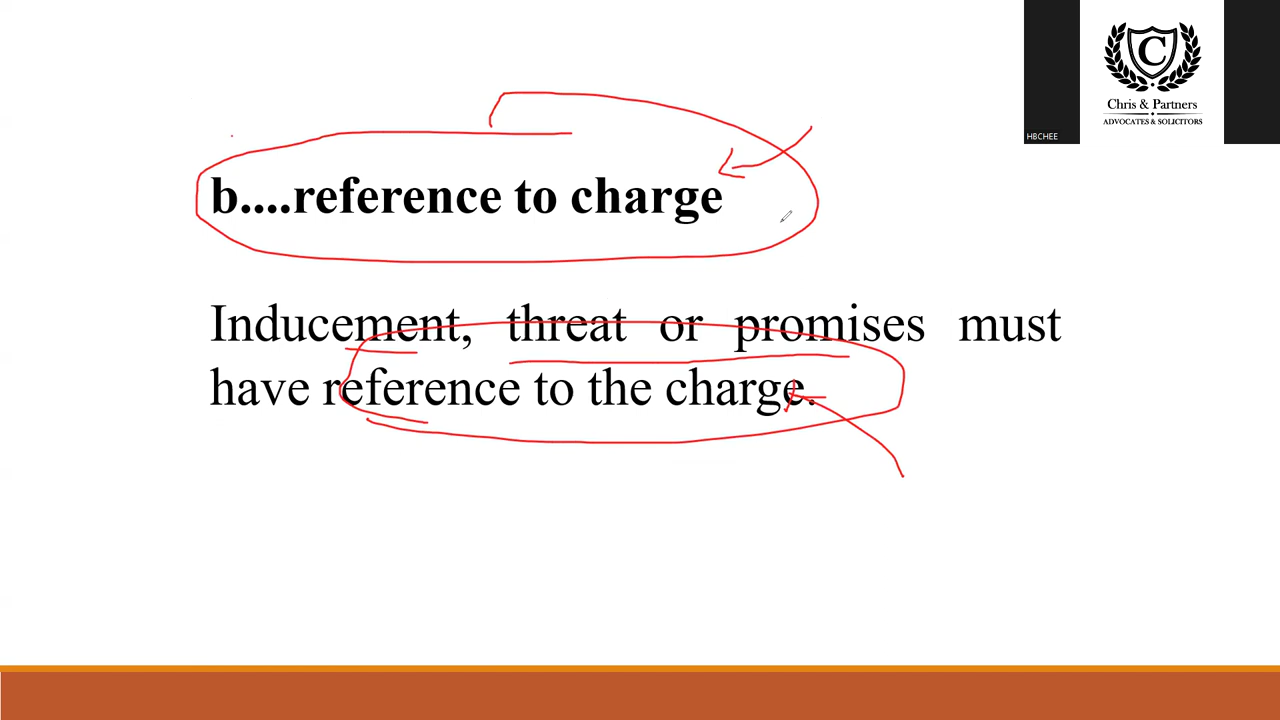 C
Chris & Partners
ADVOCATES & SOLICITORS
HBCHEE
b....reference to charge
Inducement, threat or promises must
have reference to the charge.